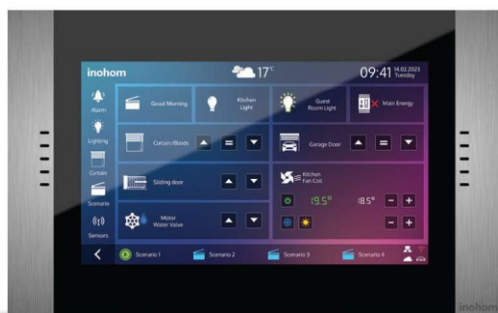 inohom
17°C
09:41
14.02.2023
Tuesday
Alarm
Lighting
Curtain
Scenario
Sensors
Good Morning
Kitchen
Light
Guest
Room Light
Main Energy
Curtain/Blinds
Garage Door
Sliding door
Kitchen
Fan Coil
19.5°
18.5°
Motor
Water Valve
Scenario 1
Scenario 2
Scenario 3
Scenario 4
inohom